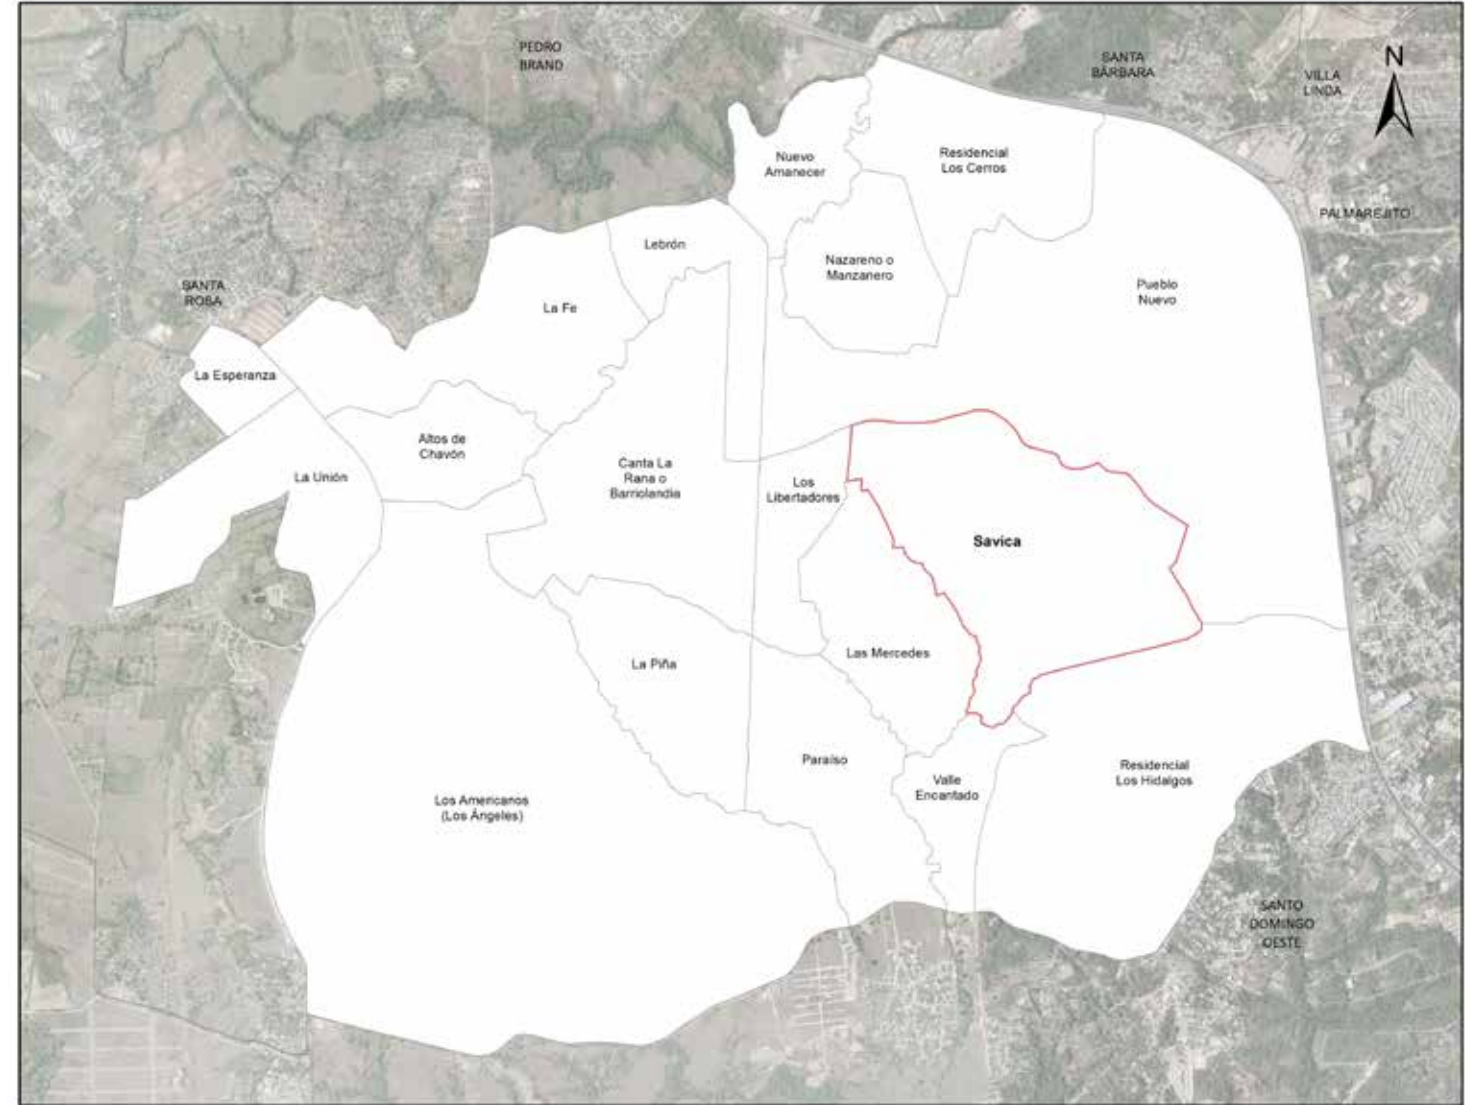 PEDRO
BRAND
SANTA
BÁRBARA
N
VILLA
LINDA
Nuevo
Amanecer
Residencial
Los Cerros
PALMAREJITO
Lebrón
Nazareno o
Manzanero
SANTA
ROSA
Pueblo
Nuevo
La Fe
La Esperanza
Altos de
Chavón
La Unión
Canta La
Rana o
Barriolandia
Los
Libertadores
Savica
Las Mercedes
La Piña
Paraíso
Residencial
Los Hidalgos
Valle
Encantado
Los Americanos
(Los Ángeles)
SANTO
DOMINGO
OESTE